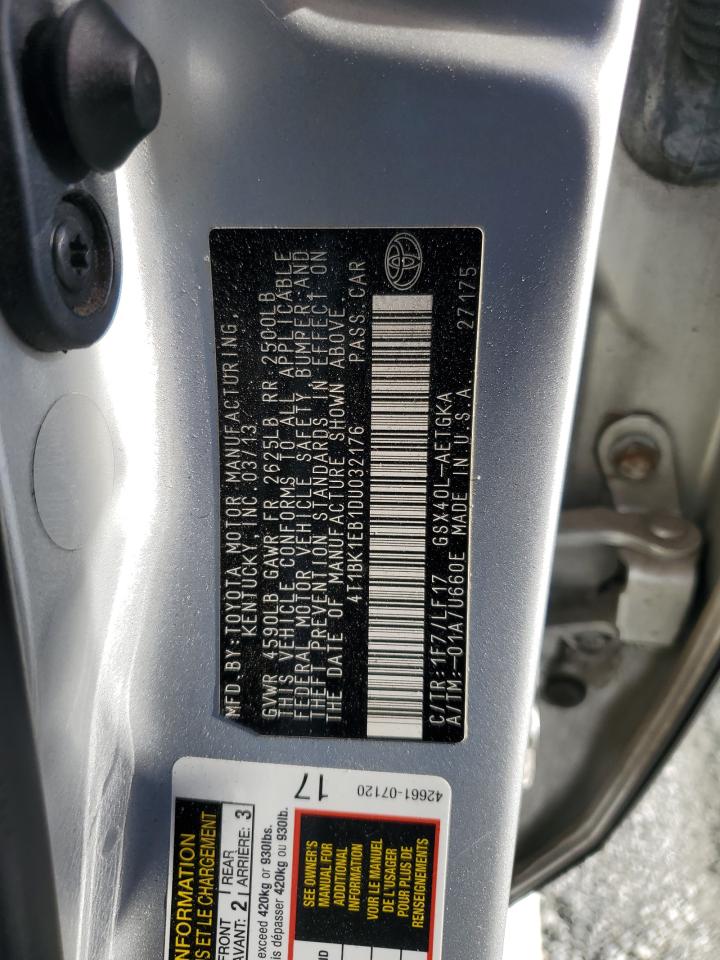 MFD. BY: TOYOTA MOTOR MANUFACTURING,
KENTUCKY, INC. 03/13
GVWR 4590LB GAWR FR 2625LB RR 2500LB
THIS VEHICLE CONFORMS TO ALL APPLICABLE
FEDERAL MOTOR VEHICLE SAFETY, BUMPER, AND
THEFT PREVENTION STANDARDS IN EFFECT ON
THE DATE OF MANUFACTURE SHOWN ABOVE.
4T1BK1EB1DU032176 PASS. CAR
C/TR: 1F7/LF17 GSX40L-AETGKA
A/TM: -01A/U660E MADE IN U.S.A. 27175
17
42661-07120
INFORMATION
S ET LE CHARGEMENT
FRONT 2 REAR 3
AVANT: ARRIÈRE:
exceed 420kg or 930lbs.
is dépasser 420kg ou 930lb.
SEE OWNER'S
MANUAL FOR
ADDITIONAL
INFORMATION
VOIR LE MANUEL
DE L'USAGER
POUR PLUS DE
RENSEIGNEMENTS